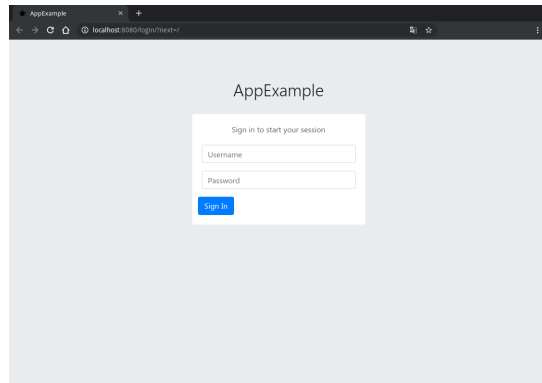 AppExample
localhost:8080/login/?next=/
AppExample
Sign in to start your session
Username
Password
Sign In